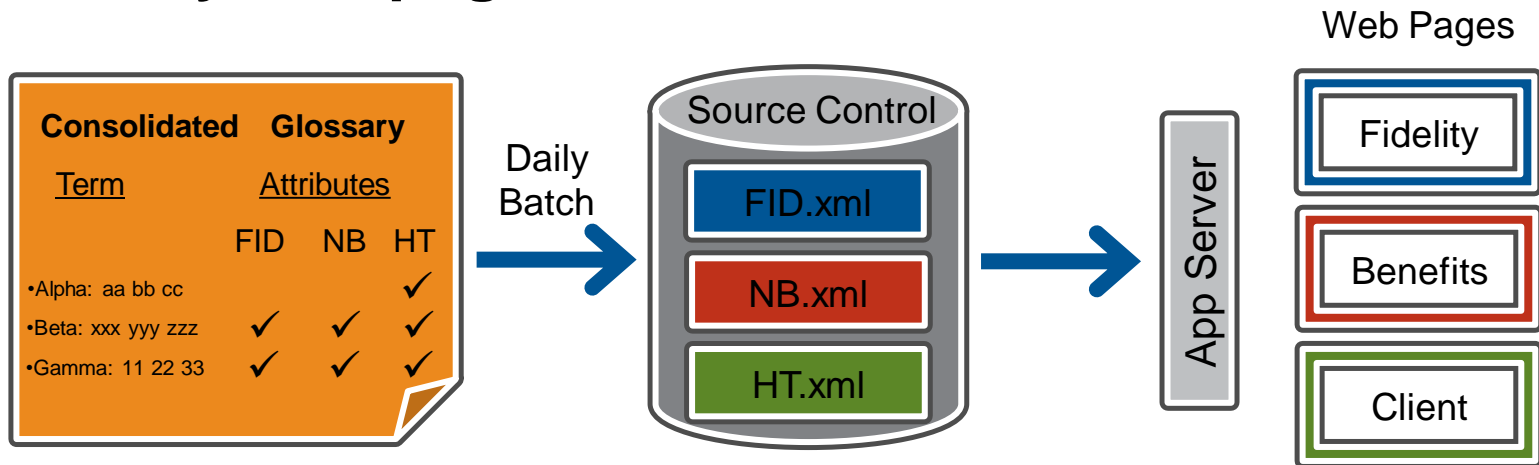 Web Pages
Consolidated Glossary
Term Attributes
FID NB HT
•Alpha: aa bb cc ✓
•Beta: xxx yyy zzz ✓ ✓ ✓
•Gamma: 11 22 33 ✓ ✓ ✓
Daily
Batch
Source Control
FID.xml
NB.xml
HT.xml
App Server
Fidelity
Benefits
Client